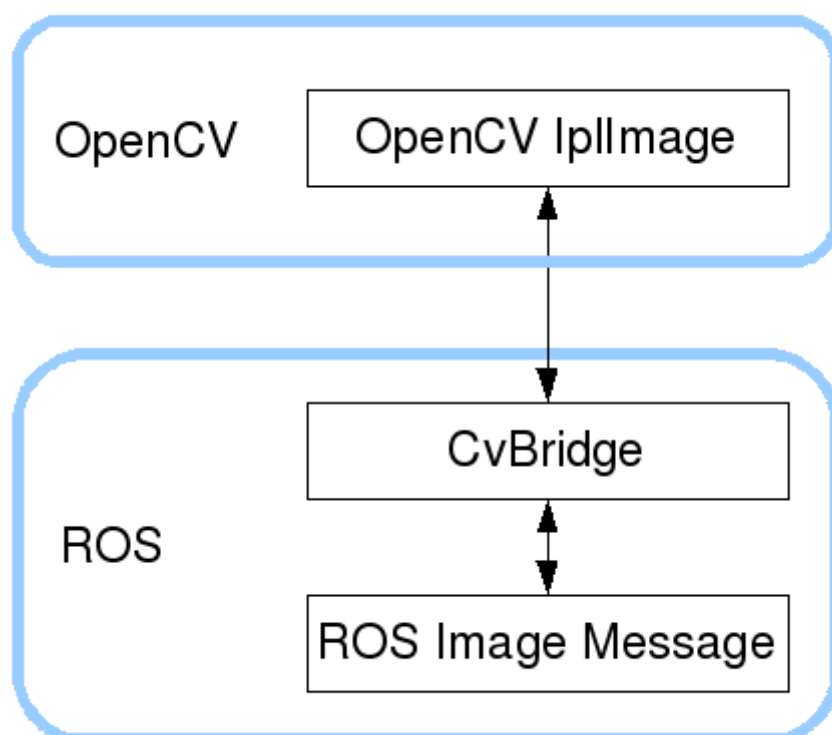 OpenCV
OpenCV IplImage
CvBridge
ROS
ROS Image Message